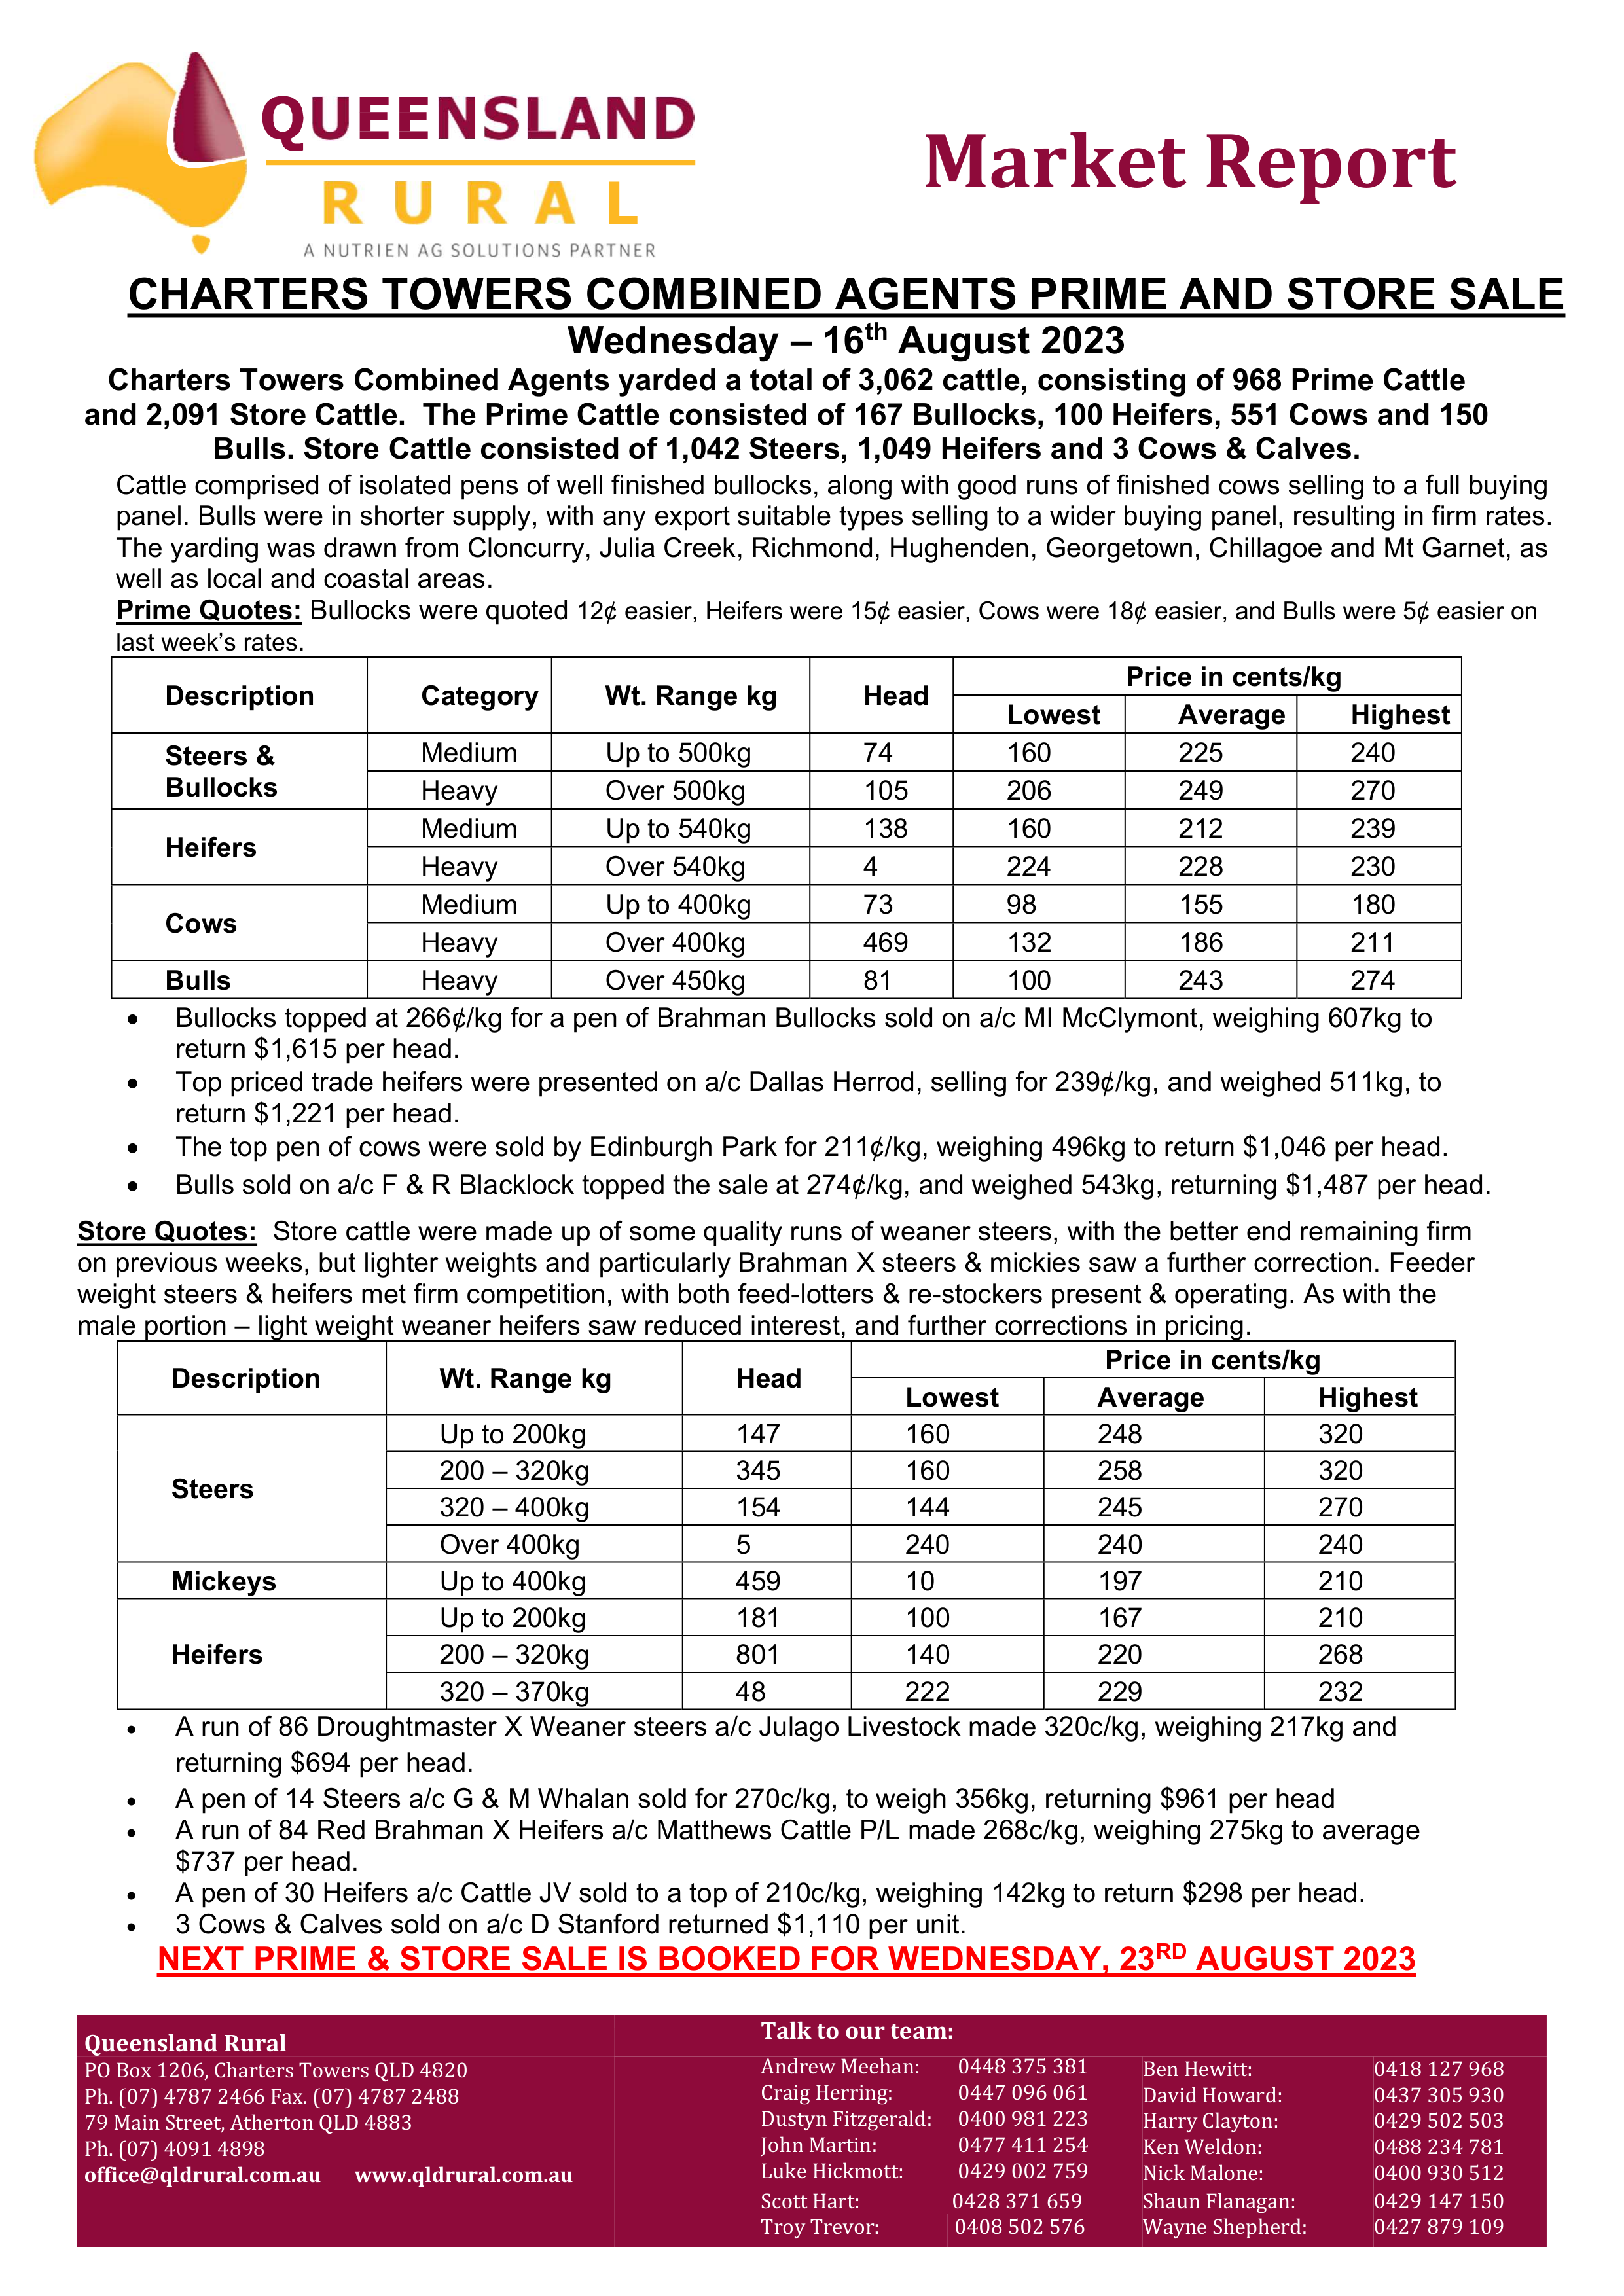 QUEENSLAND
RURAL
A NUTRIEN AG SOLUTIONS PARTNER
Market Report
CHARTERS TOWERS COMBINED AGENTS PRIME AND STORE SALE
Wednesday – 16th August 2023
Charters Towers Combined Agents yarded a total of 3,062 cattle, consisting of 968 Prime Cattle
and 2,091 Store Cattle.  The Prime Cattle consisted of 167 Bullocks, 100 Heifers, 551 Cows and 150
Bulls. Store Cattle consisted of 1,042 Steers, 1,049 Heifers and 3 Cows & Calves.
Cattle comprised of isolated pens of well finished bullocks, along with good runs of finished cows selling to a full buying
panel. Bulls were in shorter supply, with any export suitable types selling to a wider buying panel, resulting in firm rates.
The yarding was drawn from Cloncurry, Julia Creek, Richmond, Hughenden, Georgetown, Chillagoe and Mt Garnet, as
well as local and coastal areas.
Prime Quotes: Bullocks were quoted 12¢ easier, Heifers were 15¢ easier, Cows were 18¢ easier, and Bulls were 5¢ easier on
last week's rates.
Description Category Wt. Range kg Head Price in cents/kg
Lowest Average Highest
Steers & Bullocks Medium Up to 500kg 74 160 225 240
Heavy Over 500kg 105 206 249 270
Heifers Medium Up to 540kg 138 160 212 239
Heavy Over 540kg 4 224 228 230
Cows Medium Up to 400kg 73 98 155 180
Heavy Over 400kg 469 132 186 211
Bulls Heavy Over 450kg 81 100 243 274
• Bullocks topped at 266¢/kg for a pen of Brahman Bullocks sold on a/c MI McClymont, weighing 607kg to
return $1,615 per head.
• Top priced trade heifers were presented on a/c Dallas Herrod, selling for 239¢/kg, and weighed 511kg, to
return $1,221 per head.
• The top pen of cows were sold by Edinburgh Park for 211¢/kg, weighing 496kg to return $1,046 per head.
• Bulls sold on a/c F & R Blacklock topped the sale at 274¢/kg, and weighed 543kg, returning $1,487 per head.
Store Quotes:  Store cattle were made up of some quality runs of weaner steers, with the better end remaining firm
on previous weeks, but lighter weights and particularly Brahman X steers & mickies saw a further correction. Feeder
weight steers & heifers met firm competition, with both feed-lotters & re-stockers present & operating. As with the
male portion – light weight weaner heifers saw reduced interest, and further corrections in pricing.
Description Wt. Range kg Head Price in cents/kg
Lowest Average Highest
Steers Up to 200kg 147 160 248 320
200 – 320kg 345 160 258 320
320 – 400kg 154 144 245 270
Over 400kg 5 240 240 240
Mickeys Up to 400kg 459 10 197 210
Heifers Up to 200kg 181 100 167 210
200 – 320kg 801 140 220 268
320 – 370kg 48 222 229 232
• A run of 86 Droughtmaster X Weaner steers a/c Julago Livestock made 320c/kg, weighing 217kg and
returning $694 per head.
• A pen of 14 Steers a/c G & M Whalan sold for 270c/kg, to weigh 356kg, returning $961 per head
• A run of 84 Red Brahman X Heifers a/c Matthews Cattle P/L made 268c/kg, weighing 275kg to average
$737 per head.
• A pen of 30 Heifers a/c Cattle JV sold to a top of 210c/kg, weighing 142kg to return $298 per head.
• 3 Cows & Calves sold on a/c D Stanford returned $1,110 per unit.
NEXT PRIME & STORE SALE IS BOOKED FOR WEDNESDAY, 23RD AUGUST 2023
Queensland Rural
PO Box 1206, Charters Towers QLD 4820
Ph. (07) 4787 2466 Fax. (07) 4787 2488
79 Main Street, Atherton QLD 4883
Ph. (07) 4091 4898
office@qldrural.com.au www.qldrural.com.au
Talk to our team:
Andrew Meehan: 0448 375 381 Ben Hewitt: 0418 127 968
Craig Herring: 0447 096 061 David Howard: 0437 305 930
Dustyn Fitzgerald: 0400 981 223 Harry Clayton: 0429 502 503
John Martin: 0477 411 254 Ken Weldon: 0488 234 781
Luke Hickmott: 0429 002 759 Nick Malone: 0400 930 512
Scott Hart: 0428 371 659 Shaun Flanagan: 0429 147 150
Troy Trevor: 0408 502 576 Wayne Shepherd: 0427 879 109